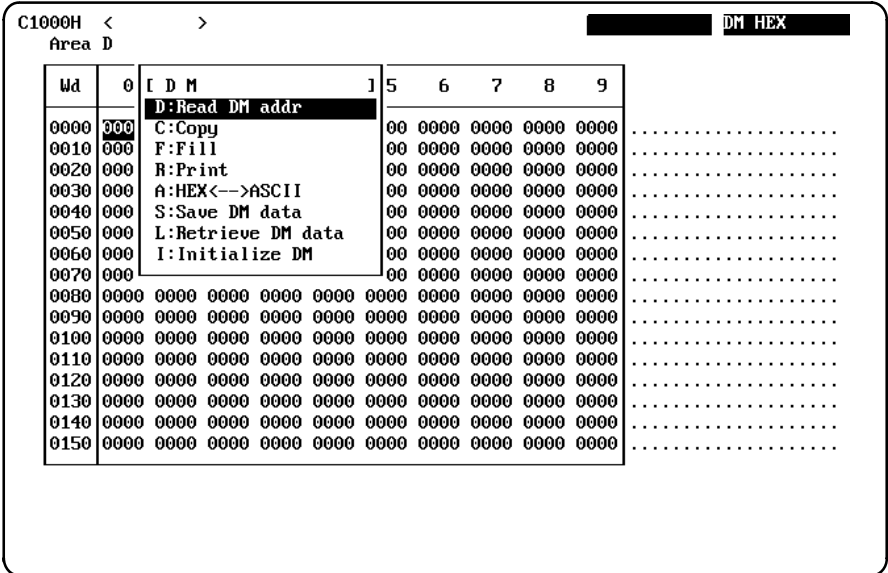 C1000H < > DM HEX
Area D
Wd 0 [ D M ] 5 6 7 8 9
D:Read DM addr
0000 000 C:Copy 00 0000 0000 0000 0000 .....................
0010 000 F:Fill 00 0000 0000 0000 0000 .....................
0020 000 R:Print 00 0000 0000 0000 0000 .....................
0030 000 A:HEX<-->ASCII 00 0000 0000 0000 0000 .....................
0040 000 S:Save DM data 00 0000 0000 0000 0000 .....................
0050 000 L:Retrieve DM data 00 0000 0000 0000 0000 .....................
0060 000 I:Initialize DM 00 0000 0000 0000 0000 .....................
0070 000 00 0000 0000 0000 0000 .....................
0080 0000 0000 0000 0000 0000 0000 0000 0000 0000 0000 .....................
0090 0000 0000 0000 0000 0000 0000 0000 0000 0000 0000 .....................
0100 0000 0000 0000 0000 0000 0000 0000 0000 0000 0000 .....................
0110 0000 0000 0000 0000 0000 0000 0000 0000 0000 0000 .....................
0120 0000 0000 0000 0000 0000 0000 0000 0000 0000 0000 .....................
0130 0000 0000 0000 0000 0000 0000 0000 0000 0000 0000 .....................
0140 0000 0000 0000 0000 0000 0000 0000 0000 0000 0000 .....................
0150 0000 0000 0000 0000 0000 0000 0000 0000 0000 0000 .....................